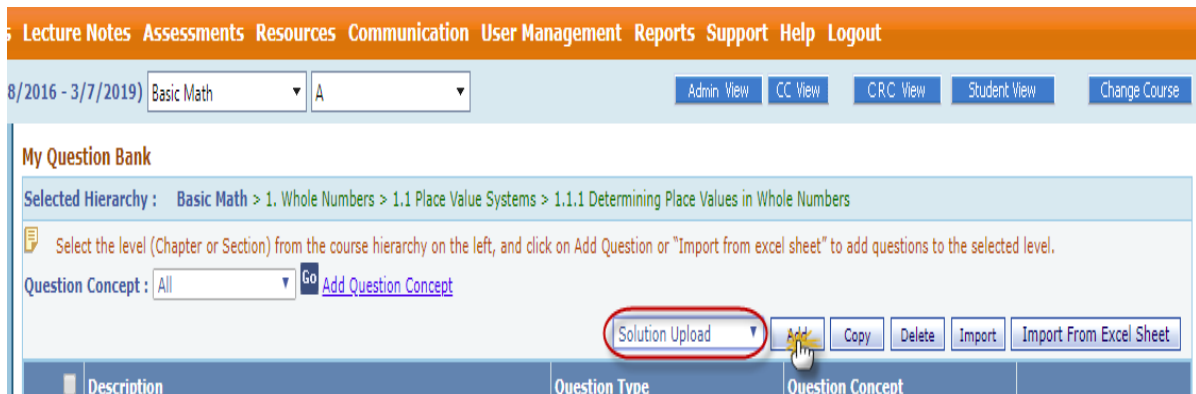 s Lecture Notes Assessments Resources Communication User Management Reports Support Help Logout
8/2016 - 3/7/2019) Basic Math A Admin View CC View CRC View Student View Change Course
My Question Bank
Selected Hierarchy : Basic Math > 1. Whole Numbers > 1.1 Place Value Systems > 1.1.1 Determining Place Values in Whole Numbers
Select the level (Chapter or Section) from the course hierarchy on the left, and click on Add Question or "Import from excel sheet" to add questions to the selected level.
Question Concept : All Go Add Question Concept
Solution Upload Add Copy Delete Import Import From Excel Sheet
Description Question Type Question Concept